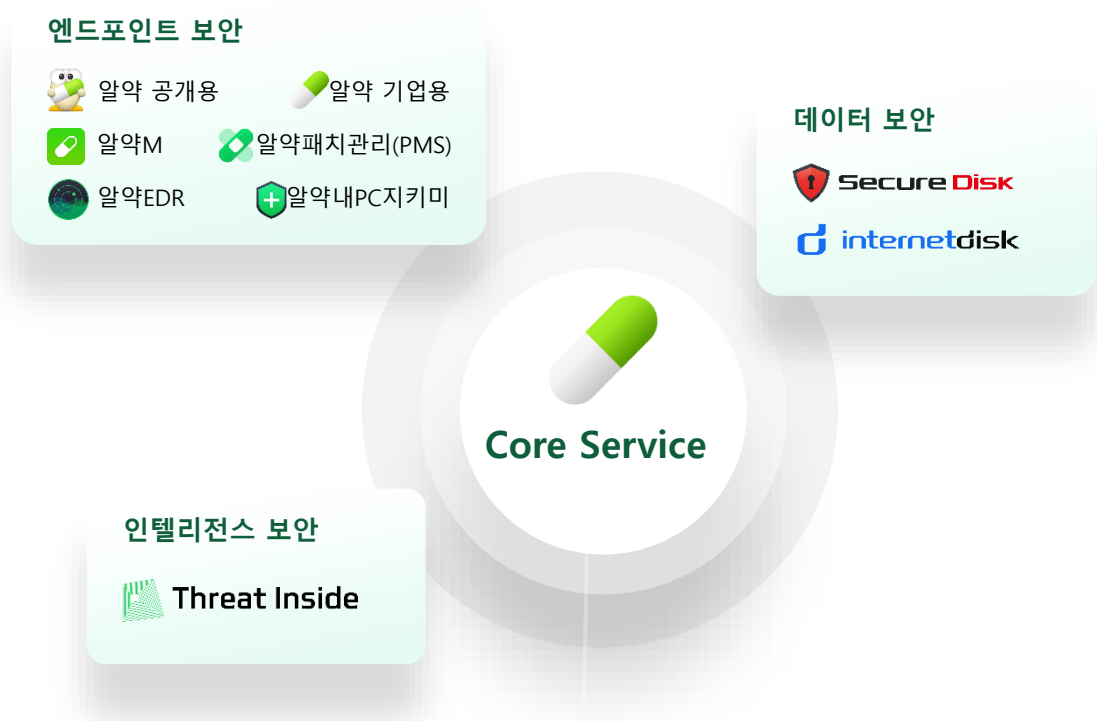 엔드포인트 보안
알약 공개용 알약 기업용
알약M 알약패치관리(PMS)
알약EDR 알약내PC지키미
데이터 보안
Secure Disk
internetdisk
Core Service
인텔리전스 보안
Threat Inside